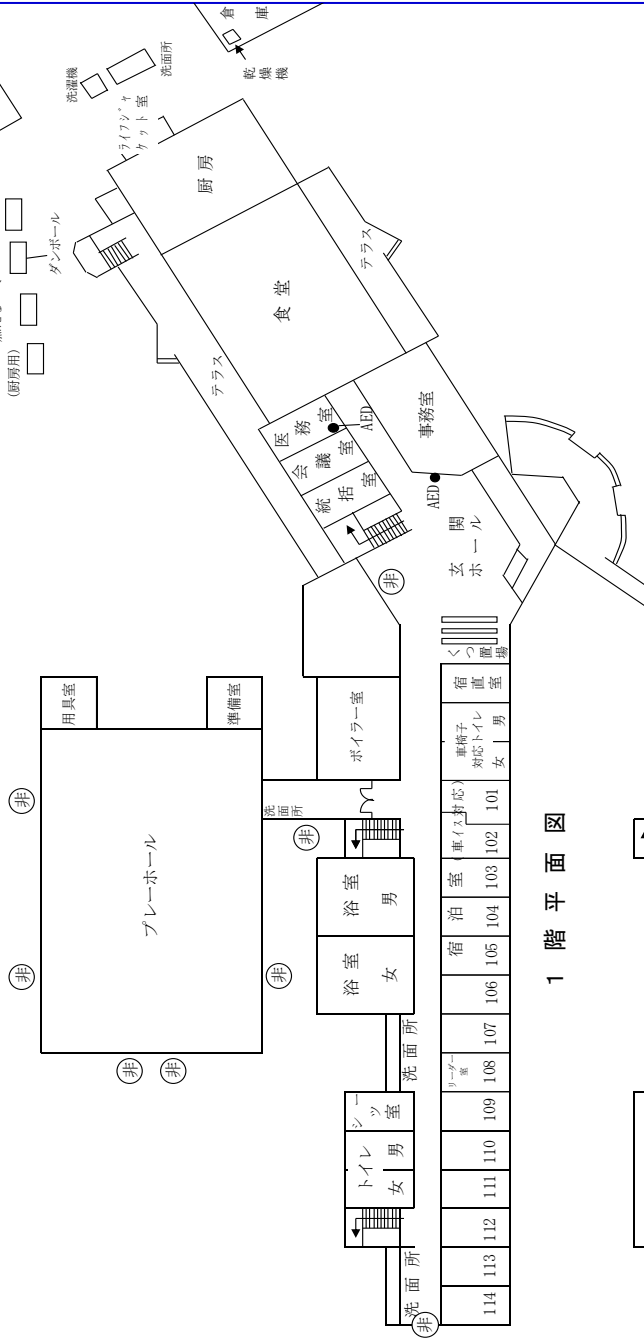 倉庫
乾燥機
洗濯機
洗面所
ライフジャケット室
ダンボール
(厨房用)
厨房
食堂
テラス
テラス
医務室
会議室
統括室
AED
事務室
AED
玄関ホール
非
くつ置場
宿直室
車椅子対応トイレ
男
女
用具室
準備室
プレーホール
非
非
非
非
非
非
洗面所
ボイラー室
浴室
男
浴室
女
洗面所
シーツ室
トイレ
男
女
洗面所
非
宿泊室(車イス対応)
リーダー室
101
102
103
104
105
106
107
108
109
110
111
112
113
114
1階平面図